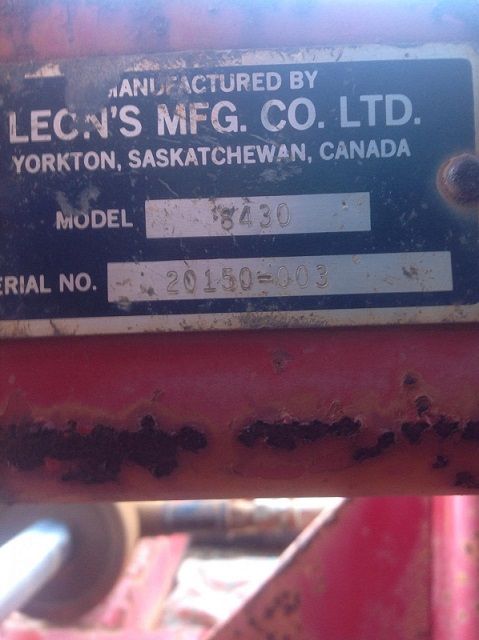 MANUFACTURED BY
LEON'S MFG. CO. LTD.
YORKTON, SASKATCHEWAN, CANADA
MODEL 8430
ERIAL NO. 20150-003